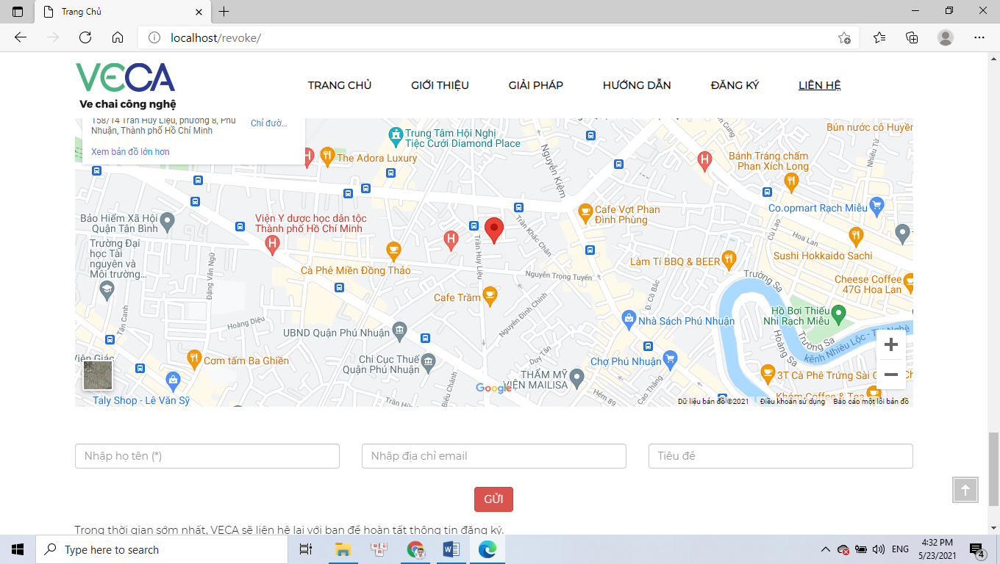 Trang Chủ
localhost/revoke/
VECA
Ve chai công nghệ
TRANG CHỦ
GIỚI THIỆU
GIẢI PHÁP
HƯỚNG DẪN
ĐĂNG KÝ
LIÊN HỆ
158/14 Trần Huy Liệu, phường 8, Phú
Nhuận, Thành phố Hồ Chí Minh
Chỉ đườ...
Xem bản đồ lớn hơn
Trung Tâm Hội Nghị
Tiệc Cưới Diamond Place
The Adora Luxury
Nguyễn Kiệm
Cung
Bún nước cô Huyền
Nhiêu Tứ
Bánh Tráng chấm
Phan Xích Long
Co.opmart Rạch Miễu
Bảo Hiểm Xã Hội
Quận Tân Bình
Viện Y dược học dân tộc
Thành phố Hồ Chí Minh
Cafe Vợt Phan
Đình Phùng
Trần Khắc Chân
Cù Lao
Hoa Lan
Trường Đại
học Tài
nguyên và
Môi trường...
Đặng Văn Ngữ
Trần Huy Liệu
Sushi Hokkaido Sachi
Làm Tí BBQ & BEER
Cà Phê Miền Đồng Thảo
Nguyễn Trọng Tuyển
Trường Sa
Cheese Coffee
47G Hoa Lan
Cafe Trầm
Đ. Cô Bắc
Tân Canh
Hoàng Diệu
Nguyễn Đình Chính
Hồ Bơi Thiếu
Nhi Rạch Miễu
Nhà Sách Phú Nhuận
UBND Quận Phú Nhuận
Hoàng Sa
Trường Sa
kênh Nhiêu Lộc - Thị Nghè
Viện Giác
Cơm tấm Ba Ghiền
Chi Cục Thuế
Quận Phú Nhuận
Duy Tân
Chợ Phú Nhuận
THẨM MỸ
VIỆN MAILISA
3T Cà Phê Trứng Sài G
Cao Thắng
Biểu Chánh
Hẻm 89
Google
Taly Shop - Lê Văn Sỹ
Trần H
Khóm Coffee & Tea
Dữ liệu bản đồ ©2021
Điều khoản sử dụng
Báo cáo một lỗi bản đồ
Nhập họ tên (*)
Nhập địa chỉ email
Tiêu đề
GỬI
Trong thời gian sớm nhất, VECA sẽ liên hệ lại với bạn để hoàn tất thông tin đăng ký.
Type here to search
ENG
4:32 PM
5/23/2021
4